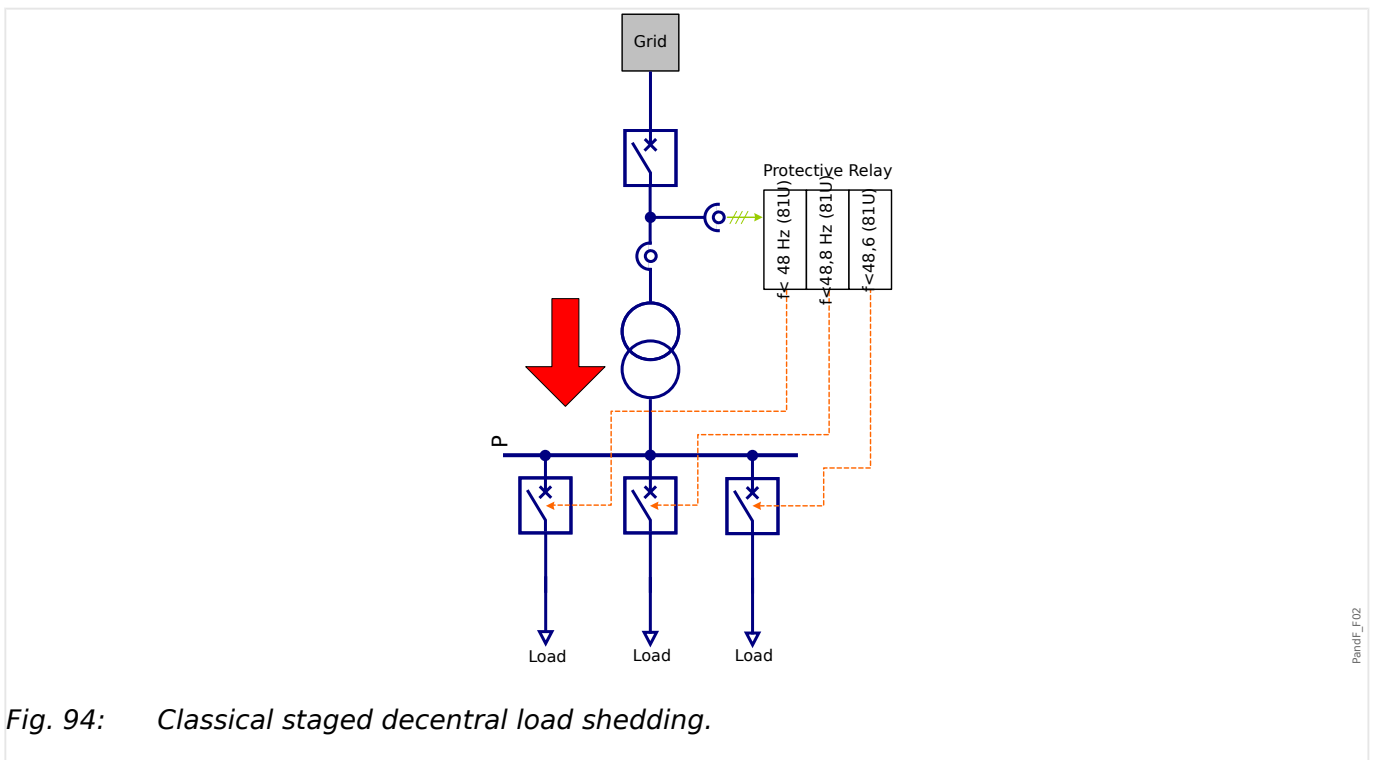 Grid
Protective Relay
f< 48 Hz (81U)
f<48,8 Hz (81U)
f<48,6 (81U)
P
Load
Load
Load
PandF_F02
Fig. 94: Classical staged decentral load shedding.